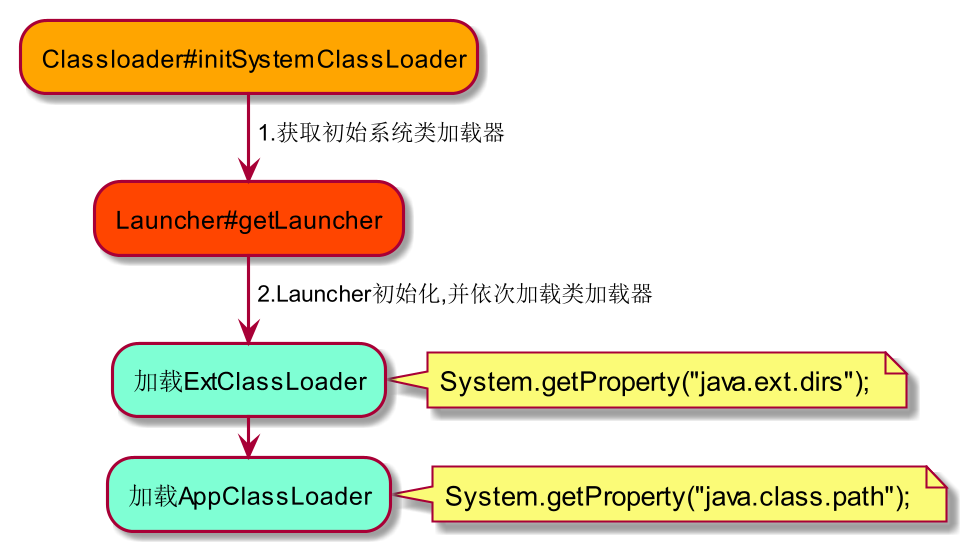 Classloader#initSystemClassLoader
1.获取初始系统类加载器
Launcher#getLauncher
2.Launcher初始化,并依次加载类加载器
加载ExtClassLoader
System.getProperty("java.ext.dirs");
加载AppClassLoader
System.getProperty("java.class.path");